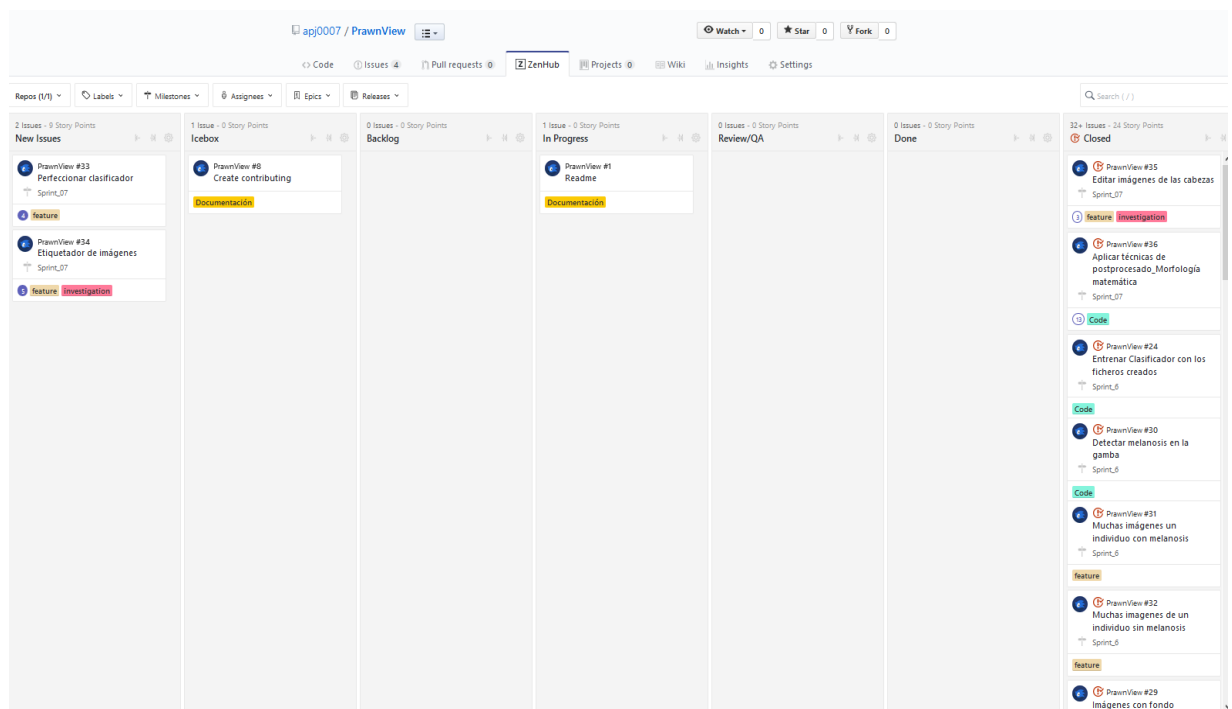 apj0007 / PrawnView
Watch 0 Star 0 Fork 0
Code Issues 4 Pull requests 0 ZenHub Projects 0 Wiki Insights Settings
Repos (1/1) Labels Milestones Assignees Epics Releases Search ( / )
2 Issues - 9 Story Points
New Issues
PrawnView #33
Perfeccionar clasificador
Sprint_07
4 feature
PrawnView #34
Etiquetador de imágenes
Sprint_07
5 feature investigation
1 Issue - 0 Story Points
Icebox
PrawnView #8
Create contributing
Documentación
0 Issues - 0 Story Points
Backlog
1 Issue - 0 Story Points
In Progress
PrawnView #1
Readme
Documentación
0 Issues - 0 Story Points
Review/QA
0 Issues - 0 Story Points
Done
32+ Issues - 24 Story Points
Closed
PrawnView #35
Editar imágenes de las cabezas
Sprint_07
3 feature investigation
PrawnView #36
Aplicar técnicas de
postprocesado_Morfología
matemática
Sprint_07
13 Code
PrawnView #24
Entrenar Clasificador con los
ficheros creados
Sprint_6
Code
PrawnView #30
Detectar melanosis en la
gamba
Sprint_6
Code
PrawnView #31
Muchas imágenes un
individuo con melanosis
Sprint_6
feature
PrawnView #32
Muchas imagenes de un
individuo sin melanosis
Sprint_6
feature
PrawnView #29
Imágenes con fondo